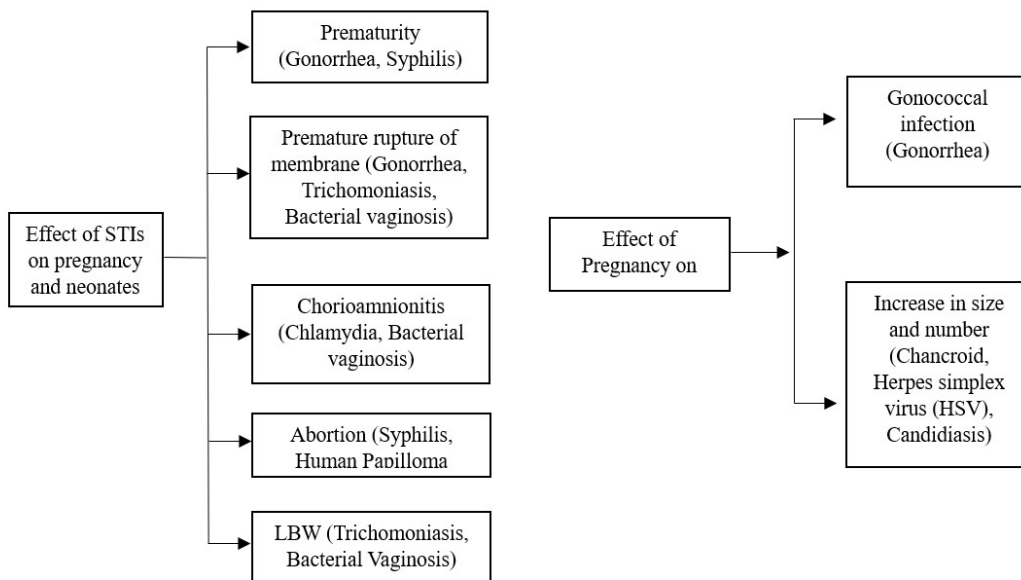 Effect of STIs
on pregnancy
and neonates
Prematurity
(Gonorrhea, Syphilis)
Premature rupture of
membrane (Gonorrhea,
Trichomoniasis,
Bacterial vaginosis)
Chorioamnionitis
(Chlamydia, Bacterial
vaginosis)
Abortion (Syphilis,
Human Papilloma
LBW (Trichomoniasis,
Bacterial Vaginosis)
Effect of
Pregnancy on
Gonococcal
infection
(Gonorrhea)
Increase in size
and number
(Chancroid,
Herpes simplex
virus (HSV),
Candidiasis)